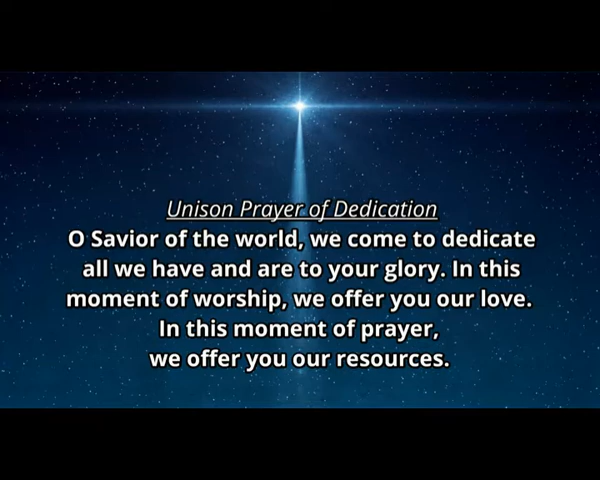 Unison Prayer of Dedication
O Savior of the world, we come to dedicate
all we have and are to your glory. In this
moment of worship, we offer you our love.
In this moment of prayer,
we offer you our resources.